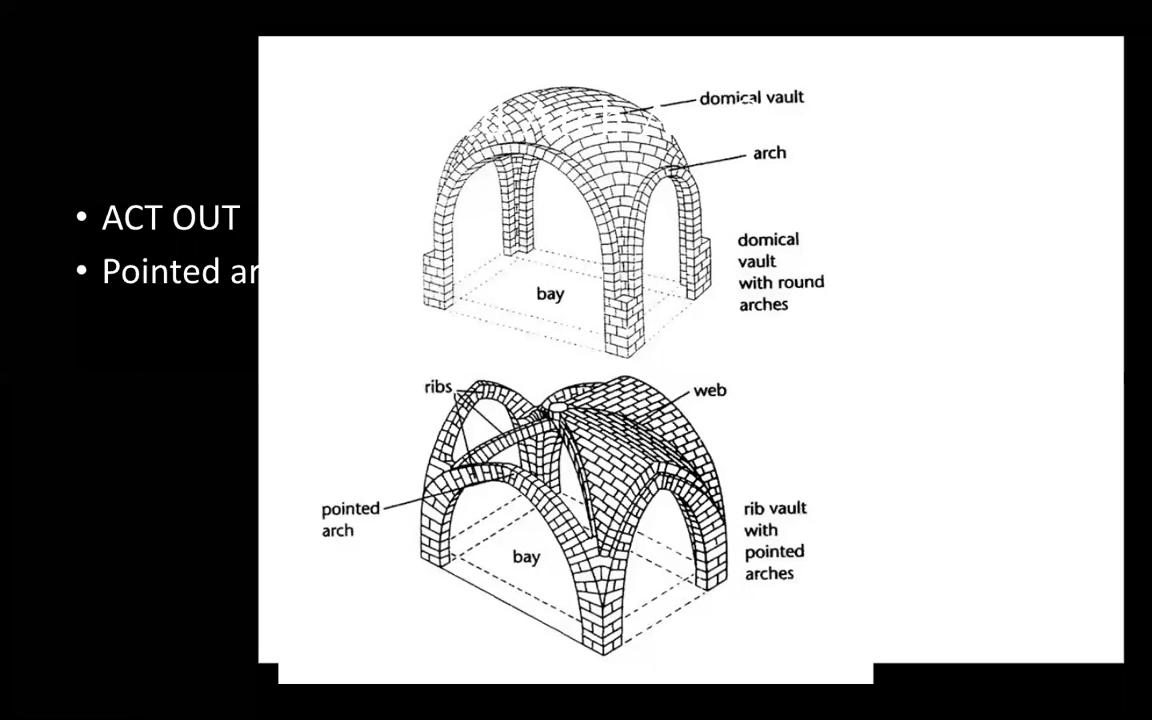 • ACT OUT
• Pointed ar
domical vault
arch
domical
vault
with round
arches
bay
ribs
web
pointed
arch
bay
rib vault
with
pointed
arches